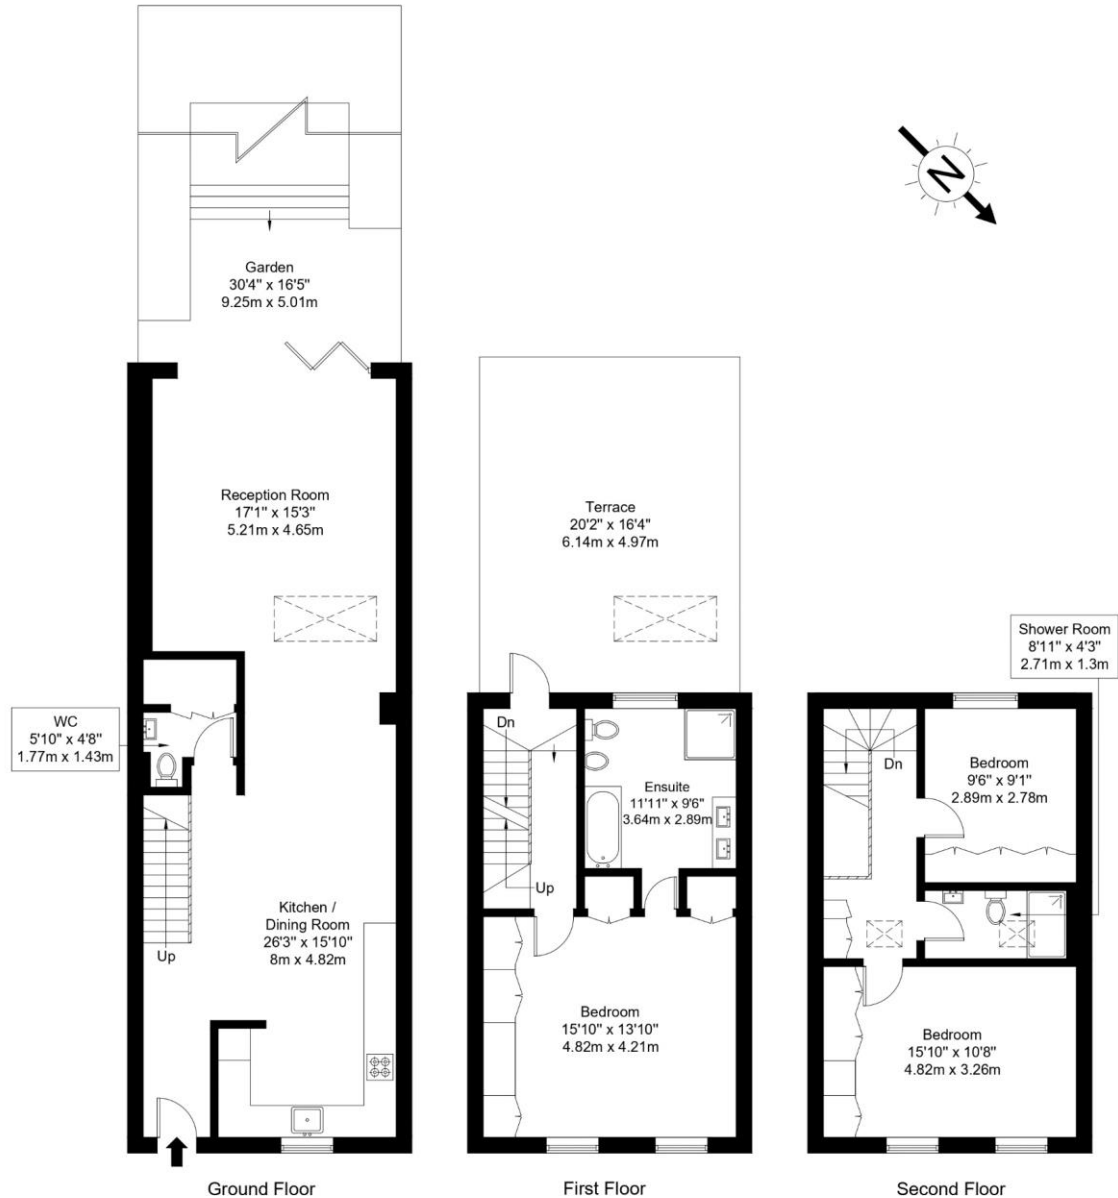 N
Garden
30'4" x 16'5"
9.25m x 5.01m
Reception Room
17'1" x 15'3"
5.21m x 4.65m
WC
5'10" x 4'8"
1.77m x 1.43m
Up
Kitchen /
Dining Room
26'3" x 15'10"
8m x 4.82m
Ground Floor
Terrace
20'2" x 16'4"
6.14m x 4.97m
Dn
Ensuite
11'11" x 9'6"
3.64m x 2.89m
Up
Bedroom
15'10" x 13'10"
4.82m x 4.21m
First Floor
Shower Room
8'11" x 4'3"
2.71m x 1.3m
Dn
Bedroom
9'6" x 9'1"
2.89m x 2.78m
Bedroom
15'10" x 10'8"
4.82m x 3.26m
Second Floor